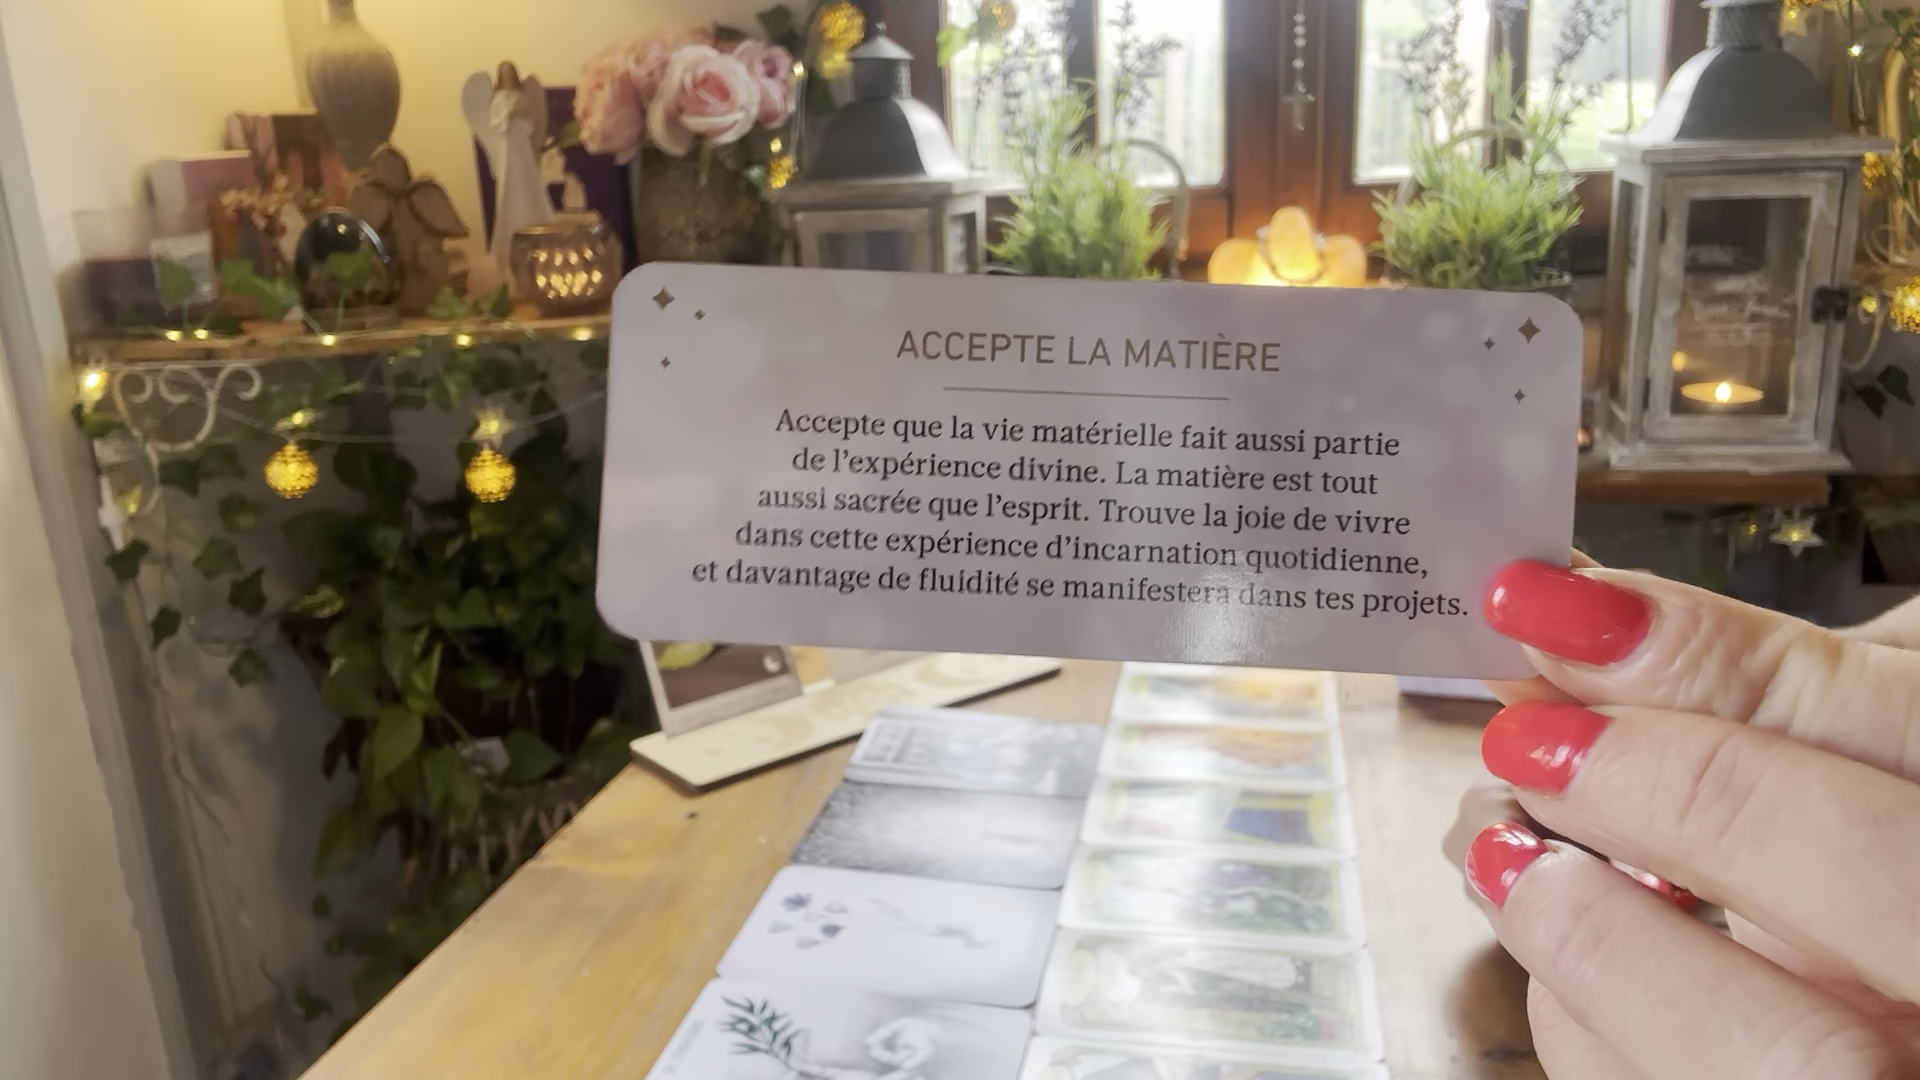 ACCEPTE LA MATIÈRE
Accepte que la vie matérielle fait aussi partie
de l’expérience divine. La matière est tout
aussi sacrée que l’esprit. Trouve la joie de vivre
dans cette expérience d’incarnation quotidienne,
et davantage de fluidité se manifestera dans tes projets.